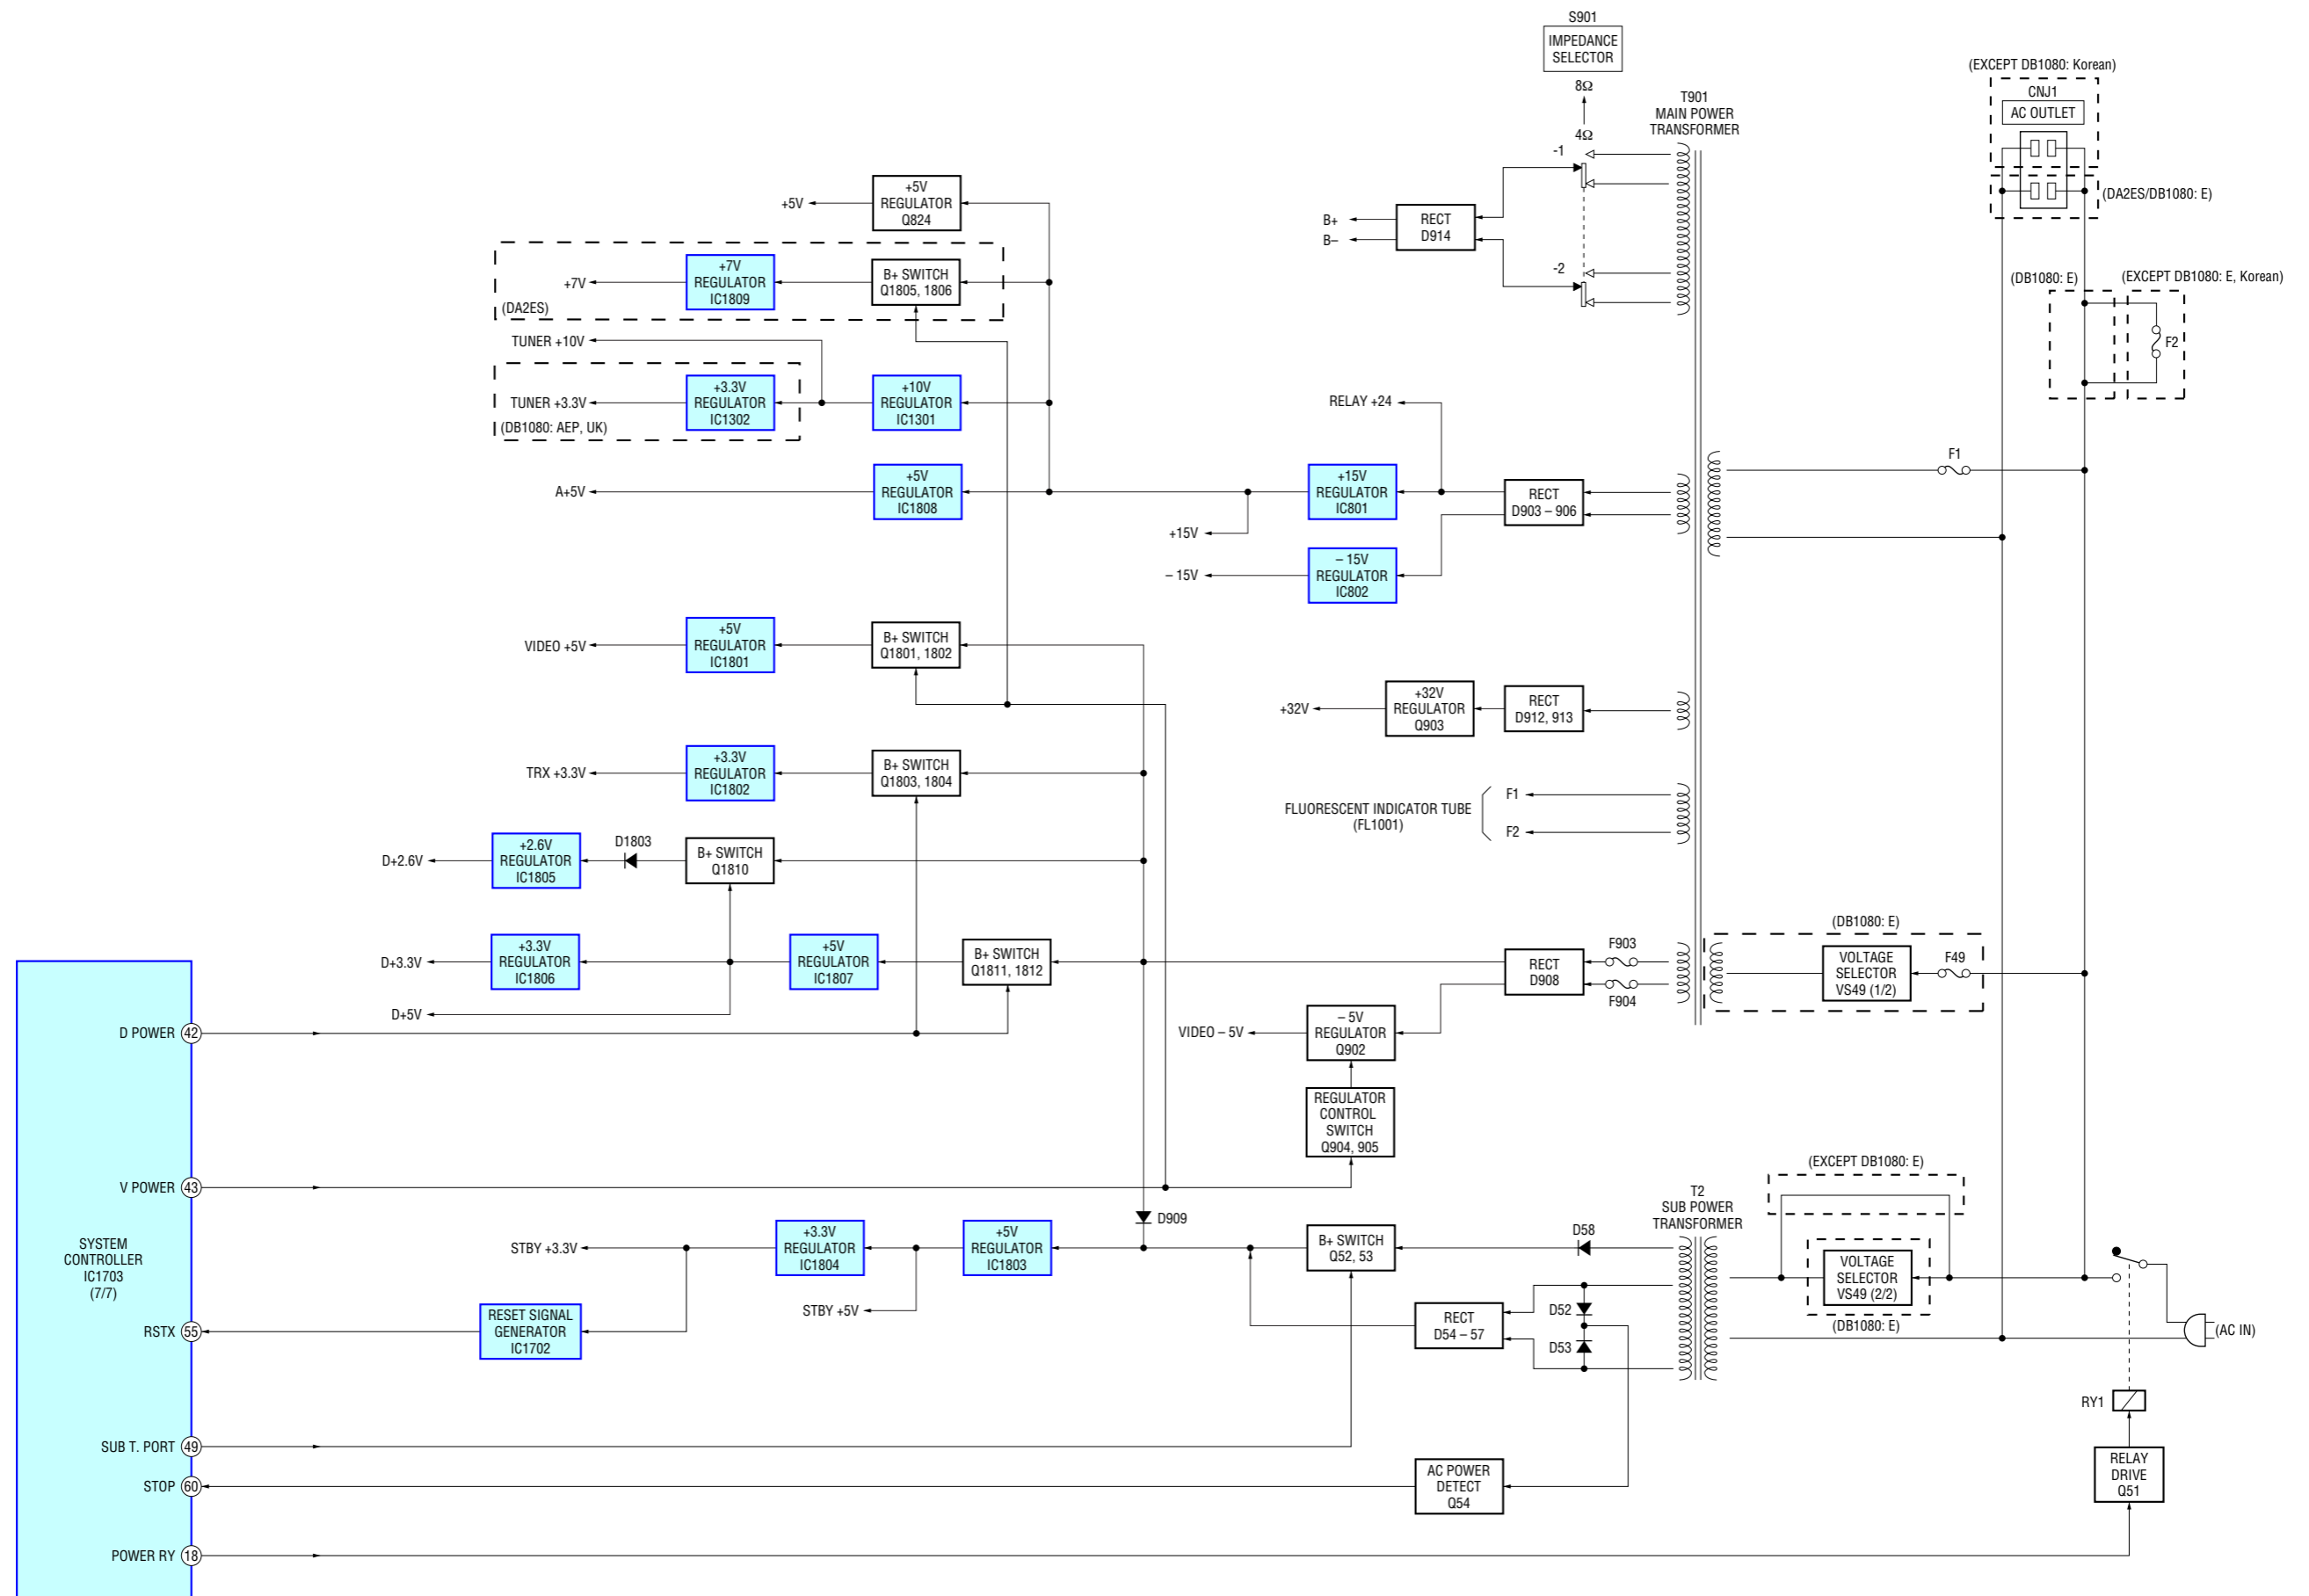 S901
IMPEDANCE
SELECTOR
8Ω
4Ω
-1
-2
T901
MAIN POWER
TRANSFORMER
(EXCEPT DB1080: Korean)
CNJ1
AC OUTLET
(DA2ES/DB1080: E)
(DB1080: E)
(EXCEPT DB1080: E, Korean)
F2
B+
B–
RECT
D914
+5V
+5V
REGULATOR
Q824
+7V
+7V
REGULATOR
IC1809
B+ SWITCH
Q1805, 1806
(DA2ES)
TUNER +10V
TUNER +3.3V
+3.3V
REGULATOR
IC1302
+10V
REGULATOR
IC1301
(DB1080: AEP, UK)
RELAY +24
F1
A+5V
+5V
REGULATOR
IC1808
+15V
REGULATOR
IC801
RECT
D903 – 906
+15V
– 15V
– 15V
REGULATOR
IC802
VIDEO +5V
+5V
REGULATOR
IC1801
B+ SWITCH
Q1801, 1802
+32V
+32V
REGULATOR
Q903
RECT
D912, 913
TRX +3.3V
+3.3V
REGULATOR
IC1802
B+ SWITCH
Q1803, 1804
FLUORESCENT INDICATOR TUBE
(FL1001)
F1
F2
D+2.6V
+2.6V
REGULATOR
IC1805
D1803
B+ SWITCH
Q1810
(DB1080: E)
VOLTAGE
SELECTOR
VS49 (1/2)
F49
D+3.3V
+3.3V
REGULATOR
IC1806
+5V
REGULATOR
IC1807
B+ SWITCH
Q1811, 1812
RECT
D908
F903
F904
D+5V
D POWER 42
VIDEO – 5V
– 5V
REGULATOR
Q902
REGULATOR
CONTROL
SWITCH
Q904, 905
V POWER 43
D909
(EXCEPT DB1080: E)
T2
SUB POWER
TRANSFORMER
SYSTEM
CONTROLLER
IC1703
(7/7)
STBY +3.3V
+3.3V
REGULATOR
IC1804
+5V
REGULATOR
IC1803
B+ SWITCH
Q52, 53
D58
VOLTAGE
SELECTOR
VS49 (2/2)
(DB1080: E)
STBY +5V
RSTX 55
RESET SIGNAL
GENERATOR
IC1702
RECT
D54 – 57
D52
D53
(AC IN)
RY1
SUB T. PORT 49
STOP 60
AC POWER
DETECT
Q54
RELAY
DRIVE
Q51
POWER RY 18